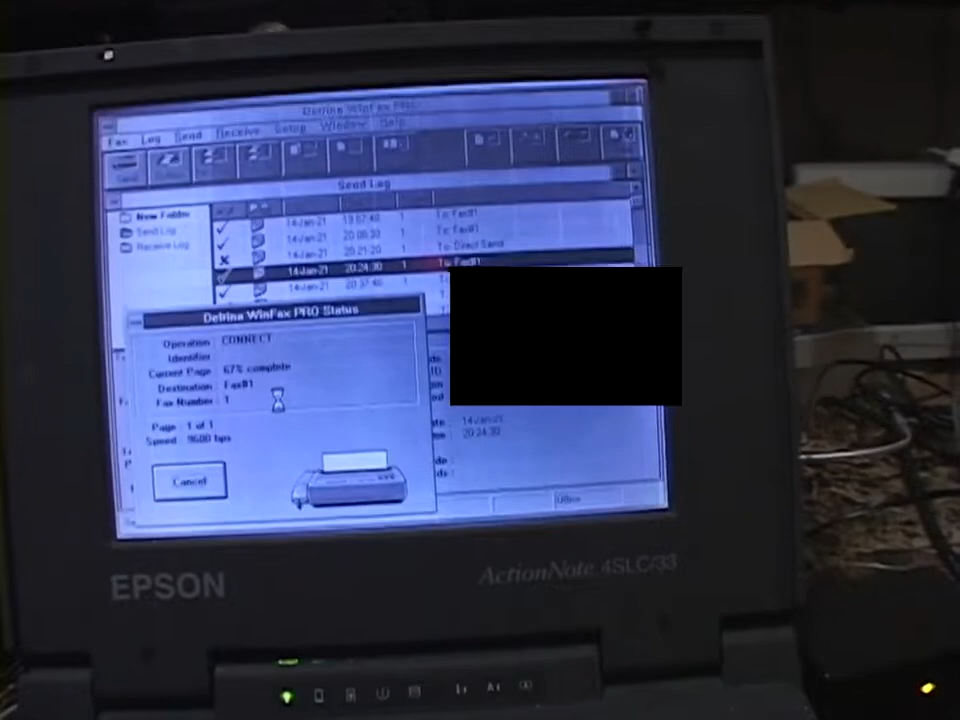 Delrina WinFax PRO
Fax Log Send Receive Setup Window Help
Send Log
New Folder
Send Log
Receive Log
14-Jan-21 19:57:48 1 To: Fax#1
14-Jan-21 1 To: Fax#1
14-Jan-21 20:21:20 1 To: Direct Send
14-Jan-21 20:24:30 1 To: Fax#1
14-Jan-21 20:37:48 1
Delrina WinFax PRO Status
Operation : CONNECT
Identifier
Current Page : 67% complete
Destination : Fax#1
Fax Number : 1
Page : 1 of 1
Speed : 9600 bps
Cancel
14-Jan-21
20:24:30
Offline
EPSON
ActionNote 4SLC/33